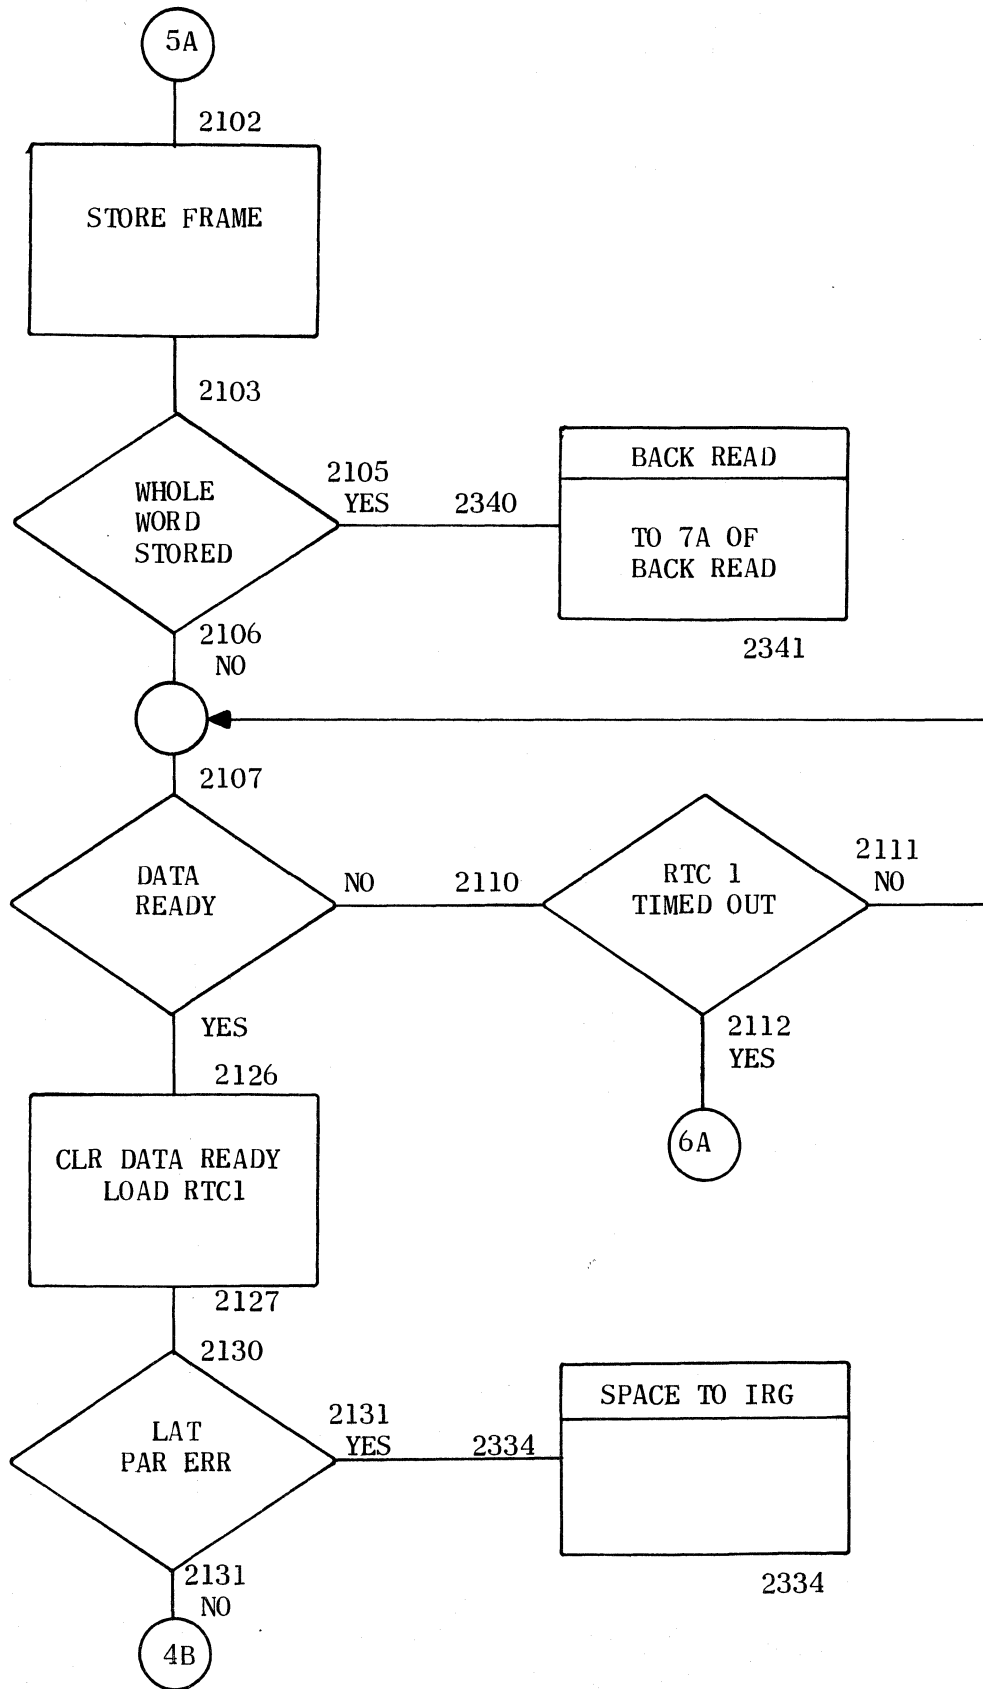 5A
2102
STORE FRAME
2103
WHOLE
WORD
STORED
2105
YES
2340
BACK READ
TO 7A OF
BACK READ
2341
2106
NO
2107
DATA
READY
NO
2110
RTC 1
TIMED OUT
2111
NO
YES
2112
YES
2126
6A
CLR DATA READY
LOAD RTC1
2127
2130
LAT
PAR ERR
2131
YES
2334
SPACE TO IRG
2334
2131
NO
4B